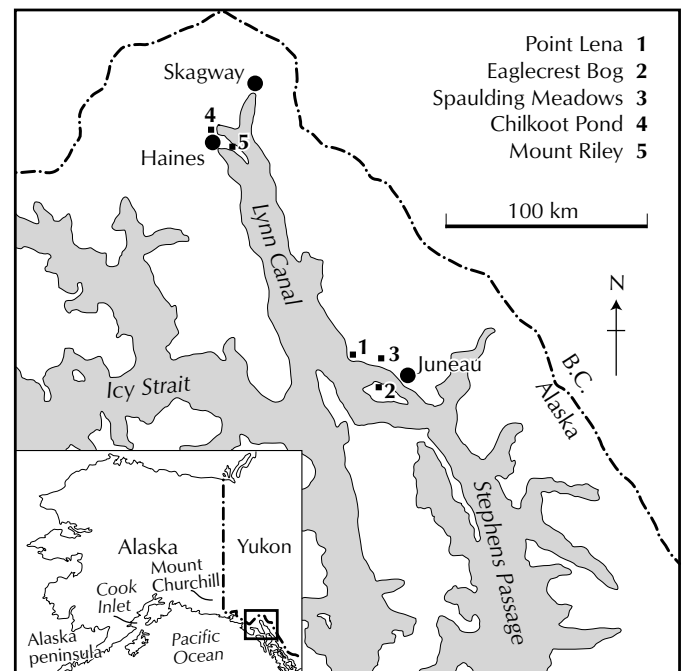 Point Lena 1
Eaglecrest Bog 2
Spaulding Meadows 3
Chilkoot Pond 4
Mount Riley 5
Skagway
4
Haines
5
100 km
Lynn Canal
N
1
3
Juneau
2
B.C.
Alaska
Icy Strait
Stephens Passage
Alaska
Yukon
Mount
Churchill
Cook
Inlet
Alaska
peninsula
Pacific
Ocean